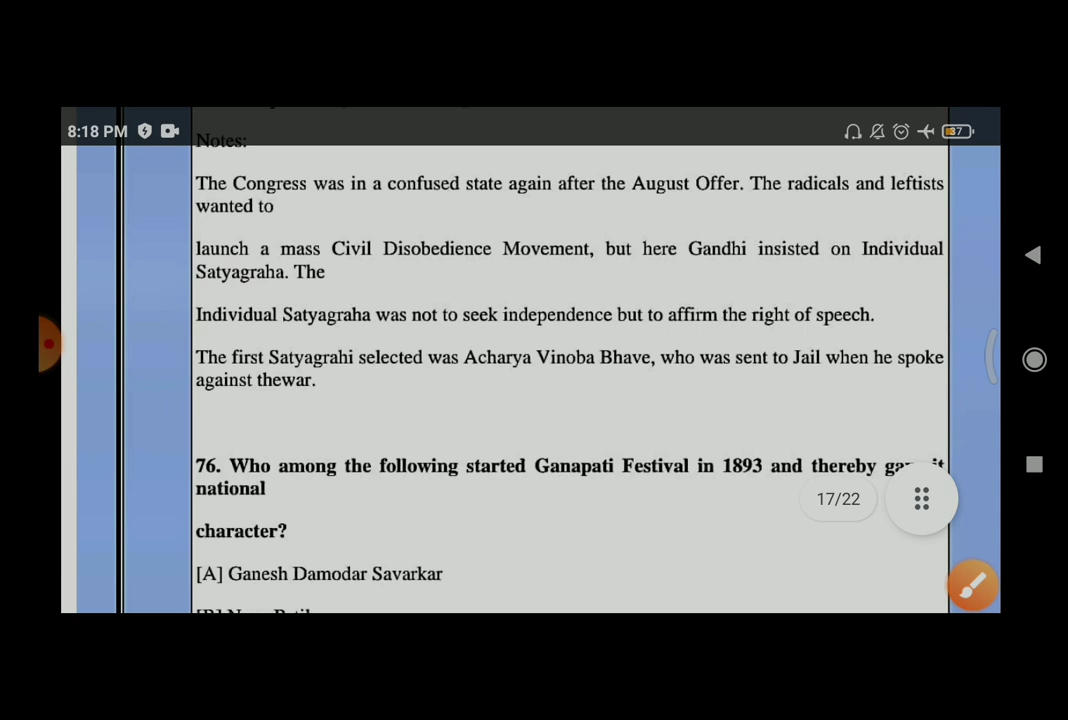 8:18 PM
37
Notes:
The Congress was in a confused state again after the August Offer. The radicals and leftists
wanted to
launch a mass Civil Disobedience Movement, but here Gandhi insisted on Individual
Satyagraha. The
Individual Satyagraha was not to seek independence but to affirm the right of speech.
The first Satyagrahi selected was Acharya Vinoba Bhave, who was sent to Jail when he spoke
against thewar.
76. Who among the following started Ganapati Festival in 1893 and thereby it
national
17/22
character?
[A] Ganesh Damodar Savarkar